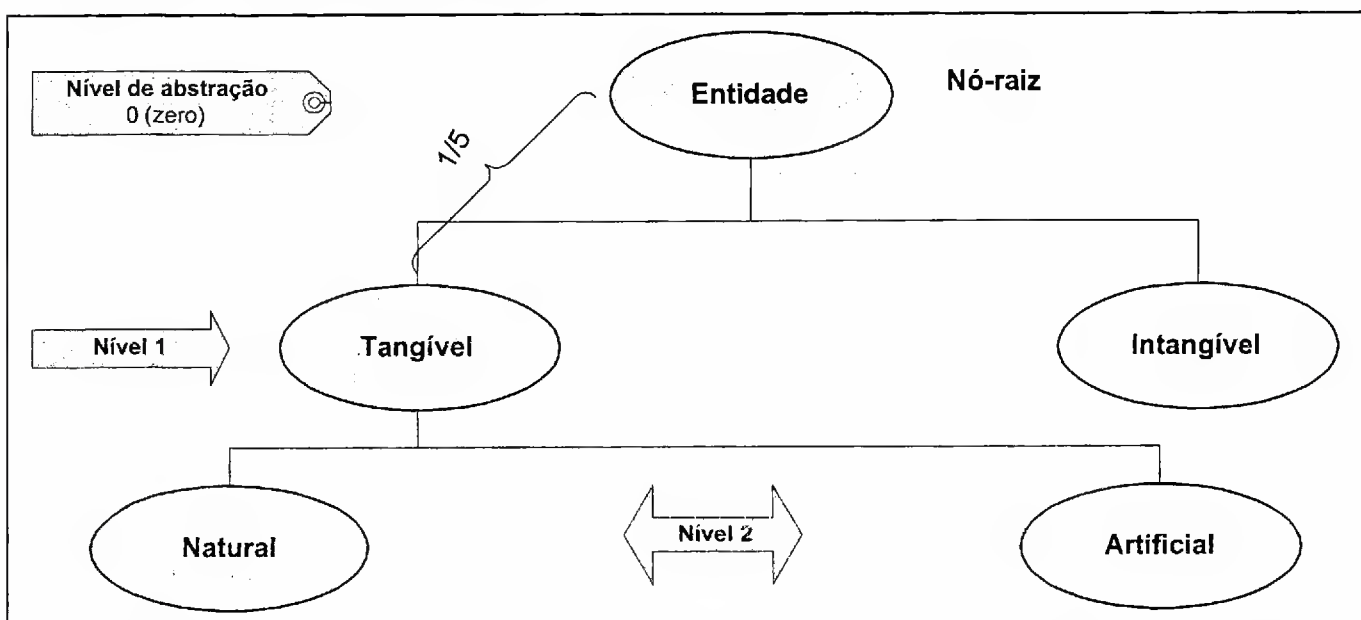 Nível de abstração
0 (zero)
Entidade
Nó-raiz
1/5
Nível 1
Tangível
Intangível
Natural
Nível 2
Artificial